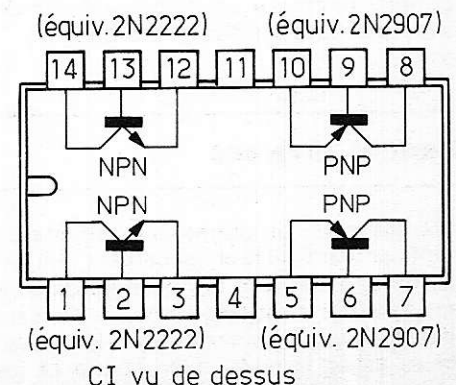 (équiv.2N2222) (équiv.2N2907)
14 13 12 11 10 9 8
NPN PNP
NPN PNP
1 2 3 4 5 6 7
(équiv. 2N2222) (équiv. 2N2907)
CI vu de dessus